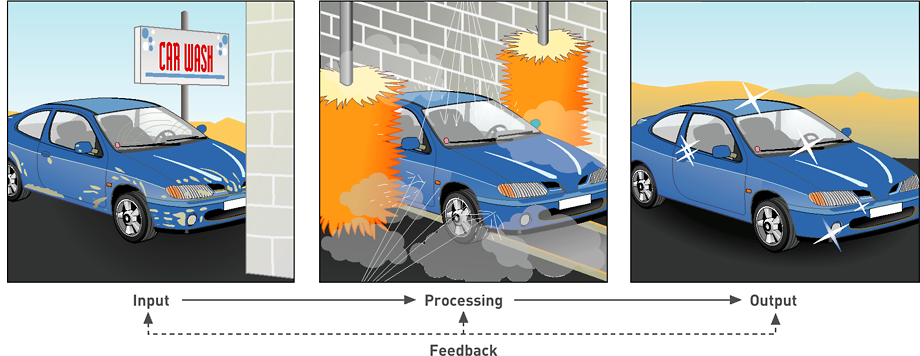 CAR WASH
Input
Processing
Output
Feedback